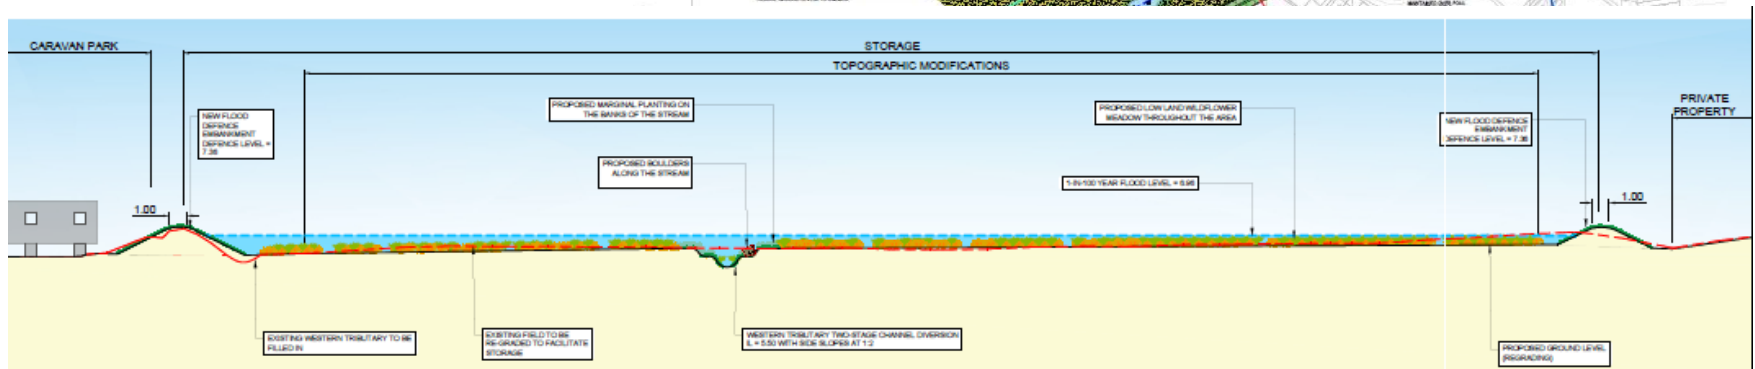 CARAVAN PARK
STORAGE
TOPOGRAPHIC MODIFICATIONS
PRIVATE
PROPERTY
NEW FLOOD
DEFENCE
EMBANKMENT
DEFENCE LEVEL =
7.36
PROPOSED MARGINAL PLANTING ON
THE BANKS OF THE STREAM
PROPOSED BOULDERS
ALONG THE STREAM
PROPOSED LOW LAND WILDFLOWER
MEADOW THROUGHOUT THE AREA
1-IN-100 YEAR FLOOD LEVEL = 6.96
NEW FLOOD DEFENCE
EMBANKMENT
DEFENCE LEVEL = 7.36
1.00
1.00
EXISTING WESTERN TRIBUTARY TO BE
FILLED IN
EXISTING FIELD TO BE
RE-GRADED TO FACILITATE
STORAGE
WESTERN TRIBUTARY TWO-STAGE CHANNEL DIVERSION
IL = 5.50 WITH SIDE SLOPES AT 1:2
PROPOSED GROUND LEVEL
(REGRADING)